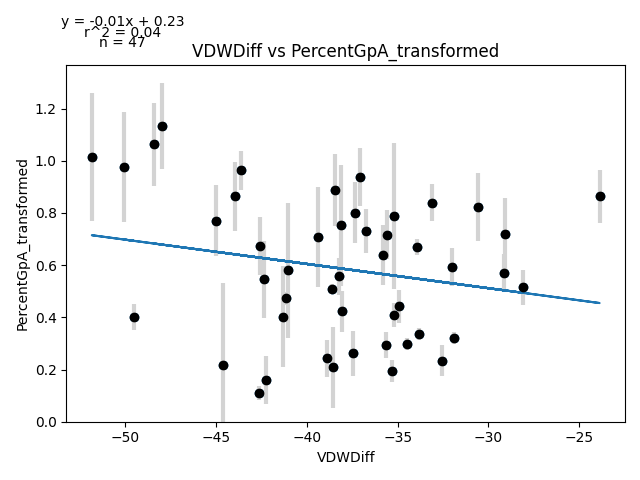 y = -0.01x + 0.23
r^2 = 0.04
n = 47
VDWDiff vs PercentGpA_transformed
PercentGpA_transformed
1.2
1.0
0.8
0.6
0.4
0.2
0.0
−50
−45
−40
−35
−30
−25
VDWDiff